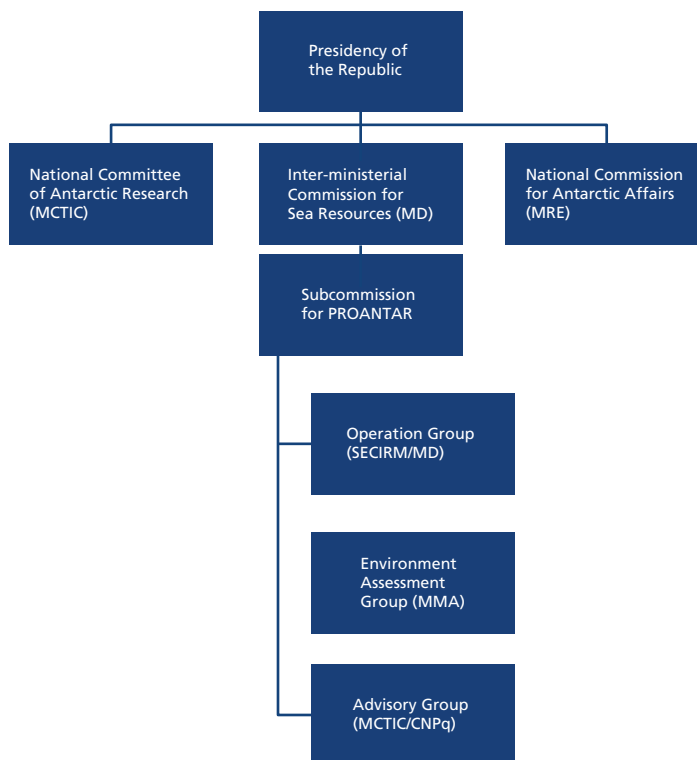 Presidency of
the Republic
National Committee
of Antarctic Research
(MCTIC)
Inter-ministerial
Commission for
Sea Resources (MD)
National Commission
for Antarctic Affairs
(MRE)
Subcommission
for PROANTAR
Operation Group
(SECIRM/MD)
Environment
Assessment
Group (MMA)
Advisory Group
(MCTIC/CNPq)